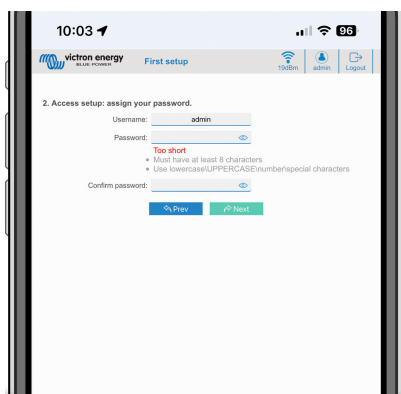 10:03
96
victron energy
BLUE POWER
First setup
19dBm
admin
Logout
2. Access setup: assign your password.
Username: admin
Password:
Too short
Must have at least 8 characters
Use lowercase\UPPERCASE\number\special characters
Confirm password:
Prev
Next